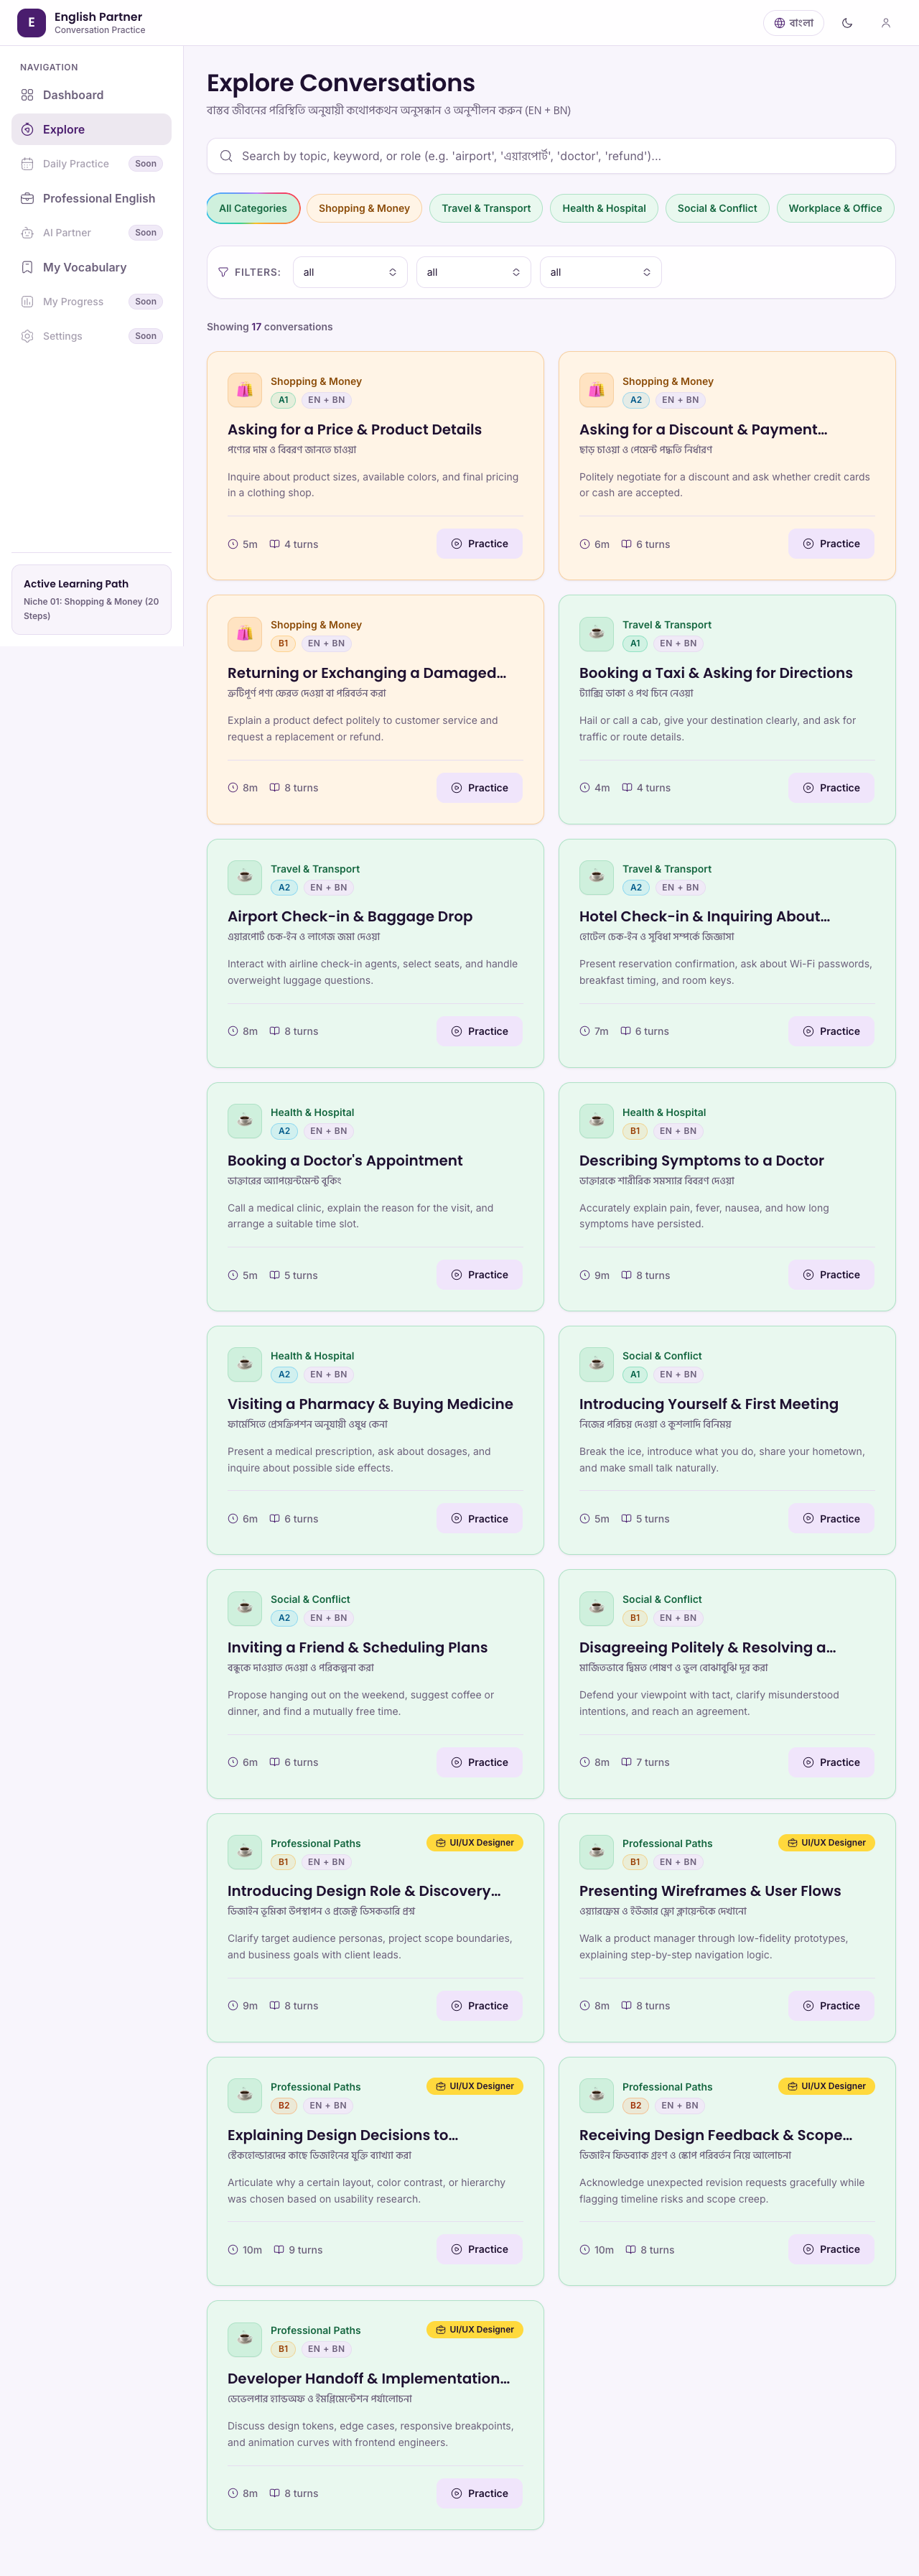 E
English Partner
Conversation Practice
বাংলা
NAVIGATION
Dashboard
Explore
Daily Practice Soon
Professional English
AI Partner Soon
My Vocabulary
My Progress Soon
Settings Soon
Active Learning Path
Niche 01: Shopping & Money (20
Steps)
Explore Conversations
বাস্তব জীবনের পরিস্থিতি অনুযায়ী কথোপকথন অনুসন্ধান ও অনুশীলন করুন (EN + BN)
Search by topic, keyword, or role (e.g. 'airport', 'এয়ারপোর্ট', 'doctor', 'refund')...
All Categories Shopping & Money Travel & Transport Health & Hospital Social & Conflict Workplace & Office
FILTERS: all all all
Showing 17 conversations
Shopping & Money
A1 EN + BN
Asking for a Price & Product Details
পণ্যের দাম ও বিবরণ জানতে চাওয়া
Inquire about product sizes, available colors, and final pricing
in a clothing shop.
5m 4 turns Practice
Shopping & Money
A2 EN + BN
Asking for a Discount & Payment...
ছাড় চাওয়া ও পেমেন্ট পদ্ধতি নির্ধারণ
Politely negotiate for a discount and ask whether credit cards
or cash are accepted.
6m 6 turns Practice
Shopping & Money
B1 EN + BN
Returning or Exchanging a Damaged...
ত্রুটিপূর্ণ পণ্য ফেরত দেওয়া বা পরিবর্তন করা
Explain a product defect politely to customer service and
request a replacement or refund.
8m 8 turns Practice
Travel & Transport
A1 EN + BN
Booking a Taxi & Asking for Directions
ট্যাক্সি ডাকা ও পথ চিনে নেওয়া
Hail or call a cab, give your destination clearly, and ask for
traffic or route details.
4m 4 turns Practice
Travel & Transport
A2 EN + BN
Airport Check-in & Baggage Drop
এয়ারপোর্ট চেক-ইন ও লাগেজ জমা দেওয়া
Interact with airline check-in agents, select seats, and handle
overweight luggage questions.
8m 8 turns Practice
Travel & Transport
A2 EN + BN
Hotel Check-in & Inquiring About...
হোটেল চেক-ইন ও সুবিধা সম্পর্কে জিজ্ঞাসা
Present reservation confirmation, ask about Wi-Fi passwords,
breakfast timing, and room keys.
7m 6 turns Practice
Health & Hospital
A2 EN + BN
Booking a Doctor's Appointment
ডাক্তারের অ্যাপয়েন্টমেন্ট বুকিং
Call a medical clinic, explain the reason for the visit, and
arrange a suitable time slot.
5m 5 turns Practice
Health & Hospital
B1 EN + BN
Describing Symptoms to a Doctor
ডাক্তারকে শারীরিক সমস্যার বিবরণ দেওয়া
Accurately explain pain, fever, nausea, and how long
symptoms have persisted.
9m 8 turns Practice
Health & Hospital
A2 EN + BN
Visiting a Pharmacy & Buying Medicine
ফার্মেসিতে প্রেসক্রিপশন অনুযায়ী ওষুধ কেনা
Present a medical prescription, ask about dosages, and
inquire about possible side effects.
6m 6 turns Practice
Social & Conflict
A1 EN + BN
Introducing Yourself & First Meeting
নিজের পরিচয় দেওয়া ও কুশলাদি বিনিময়
Break the ice, introduce what you do, share your hometown,
and make small talk naturally.
5m 5 turns Practice
Social & Conflict
A2 EN + BN
Inviting a Friend & Scheduling Plans
বন্ধুকে দাওয়াত দেওয়া ও পরিকল্পনা করা
Propose hanging out on the weekend, suggest coffee or
dinner, and find a mutually free time.
6m 6 turns Practice
Social & Conflict
B1 EN + BN
Disagreeing Politely & Resolving a...
মার্জিতভাবে দ্বিমত পোষণ ও ভুল বোঝাবুঝি দূর করা
Defend your viewpoint with tact, clarify misunderstood
intentions, and reach an agreement.
8m 7 turns Practice
Professional Paths UI/UX Designer
B1 EN + BN
Introducing Design Role & Discovery...
ডিজাইন ভূমিকা উপস্থাপন ও প্রজেক্ট ডিসকভারি প্রশ্ন
Clarify target audience personas, project scope boundaries,
and business goals with client leads.
9m 8 turns Practice
Professional Paths UI/UX Designer
B1 EN + BN
Presenting Wireframes & User Flows
ওয়্যারফ্রেম ও ইউজার ফ্লো ক্লায়েন্টকে দেখানো
Walk a product manager through low-fidelity prototypes,
explaining step-by-step navigation logic.
8m 8 turns Practice
Professional Paths UI/UX Designer
B2 EN + BN
Explaining Design Decisions to...
স্টেকহোল্ডারদের কাছে ডিজাইনের যুক্তি ব্যাখ্যা করা
Articulate why a certain layout, color contrast, or hierarchy
was chosen based on usability research.
10m 9 turns Practice
Professional Paths UI/UX Designer
B2 EN + BN
Receiving Design Feedback & Scope...
ডিজাইন ফিডব্যাক গ্রহণ ও স্কোপ পরিবর্তন নিয়ে আলোচনা
Acknowledge unexpected revision requests gracefully while
flagging timeline risks and scope creep.
10m 8 turns Practice
Professional Paths UI/UX Designer
B1 EN + BN
Developer Handoff & Implementation...
ডেভেলপার হ্যান্ডঅফ ও ইমপ্লিমেন্টেশন পর্যালোচনা
Discuss design tokens, edge cases, responsive breakpoints,
and animation curves with frontend engineers.
8m 8 turns Practice